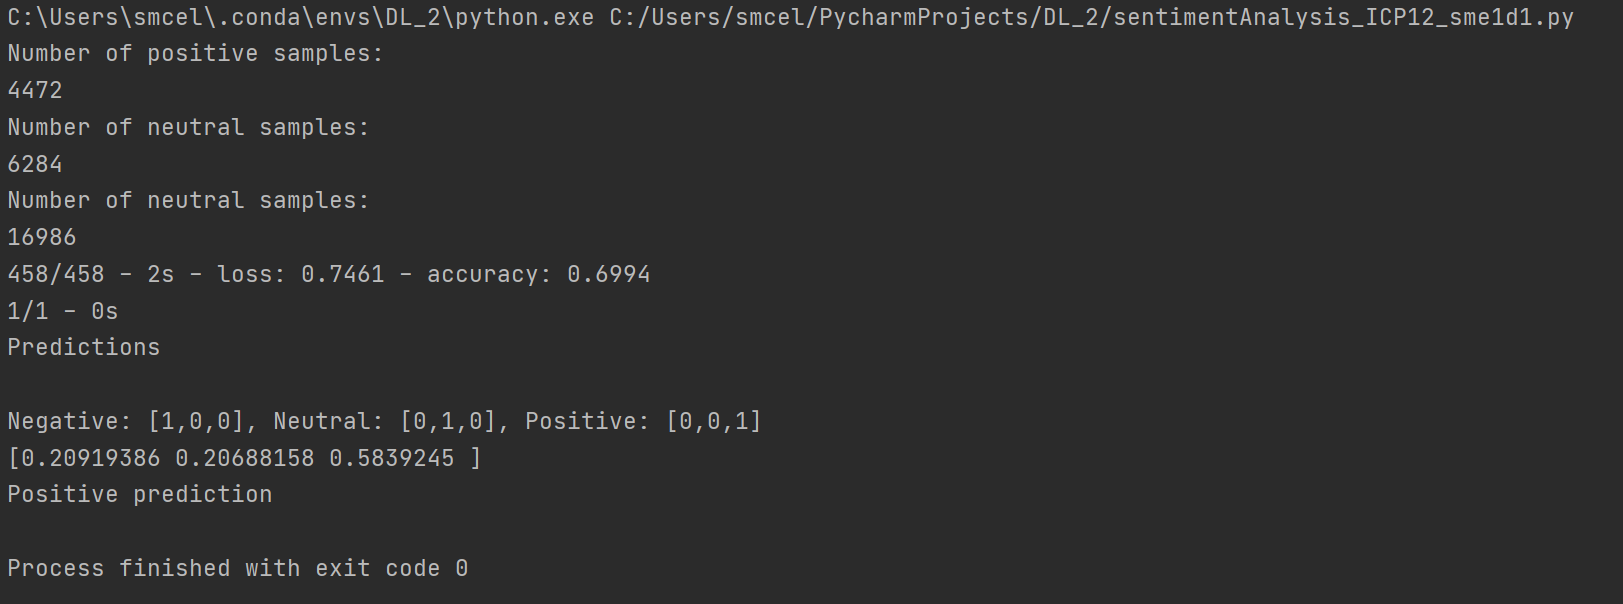 C:\Users\smcel\.conda\envs\DL_2\python.exe C:/Users/smcel/PycharmProjects/DL_2/sentimentAnalysis_ICP12_sme1d1.py
Number of positive samples:
4472
Number of neutral samples:
6284
Number of neutral samples:
16986
458/458 - 2s - loss: 0.7461 - accuracy: 0.6994
1/1 - 0s
Predictions
Negative: [1,0,0], Neutral: [0,1,0], Positive: [0,0,1]
[0.20919386 0.20688158 0.5839245 ]
Positive prediction
Process finished with exit code 0